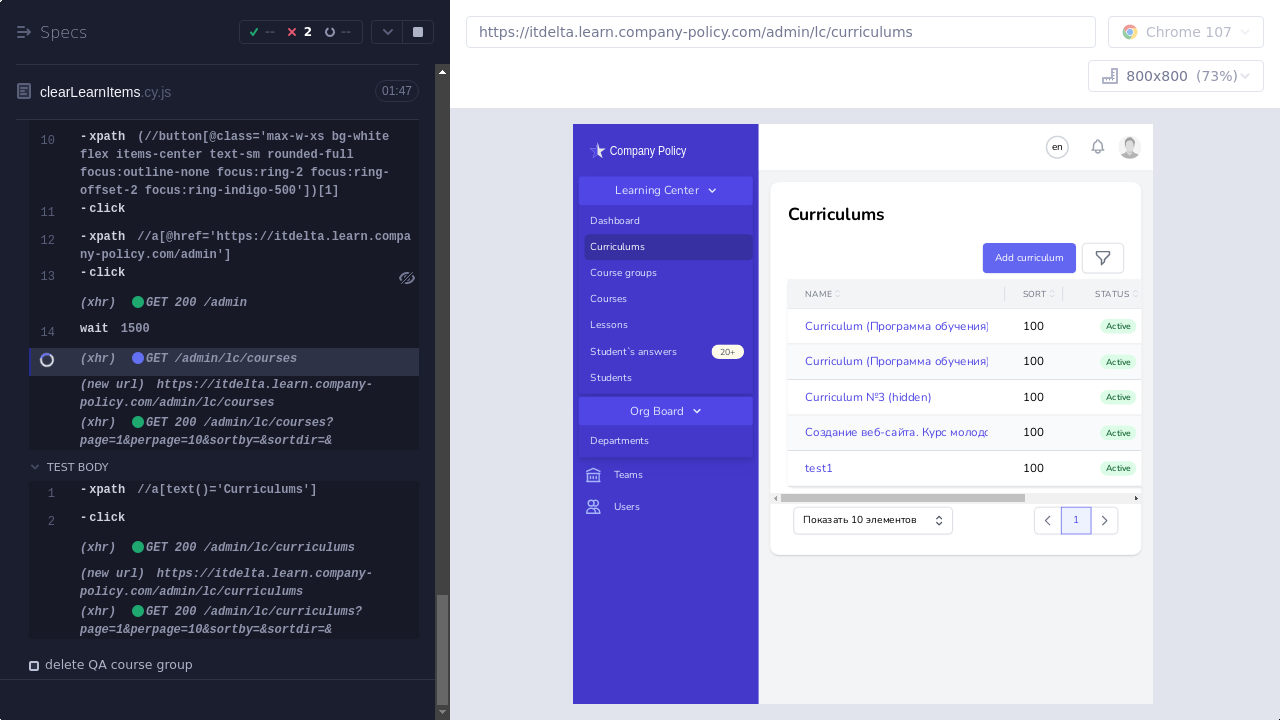 Specs
--
2
--
https://itdelta.learn.company-policy.com/admin/lc/curriculums
Chrome 107
800x800 (73%)
clearLearnItems.cy.js
01:47
10 -xpath (//button[@class='max-w-xs bg-white
flex items-center text-sm rounded-full
focus:outline-none focus:ring-2 focus:ring-
offset-2 focus:ring-indigo-500'])[1]
11 -click
12 -xpath //a[@href='https://itdelta.learn.compa
ny-policy.com/admin']
13 -click
(xhr) GET 200 /admin
14 wait 1500
(xhr) GET /admin/lc/courses
(new url) https://itdelta.learn.company-
policy.com/admin/lc/courses
(xhr) GET 200 /admin/lc/courses?
page=1&perpage=10&sortby=&sortdir=&
TEST BODY
1 -xpath //a[text()='Curriculums']
2 -click
(xhr) GET 200 /admin/lc/curriculums
(new url) https://itdelta.learn.company-
policy.com/admin/lc/curriculums
(xhr) GET 200 /admin/lc/curriculums?
page=1&perpage=10&sortby=&sortdir=&
delete QA course group
Company Policy
Learning Center
Dashboard
Curriculums
Course groups
Courses
Lessons
Student`s answers 20+
Students
Org Board
Departments
Teams
Users
en
Curriculums
Add curriculum
NAME SORT STATUS
Curriculum (Программа обучения) 100 Active
Curriculum (Программа обучения) 100 Active
Curriculum №3 (hidden) 100 Active
Создание веб-сайта. Курс молодо 100 Active
test1 100 Active
Показать 10 элементов
1